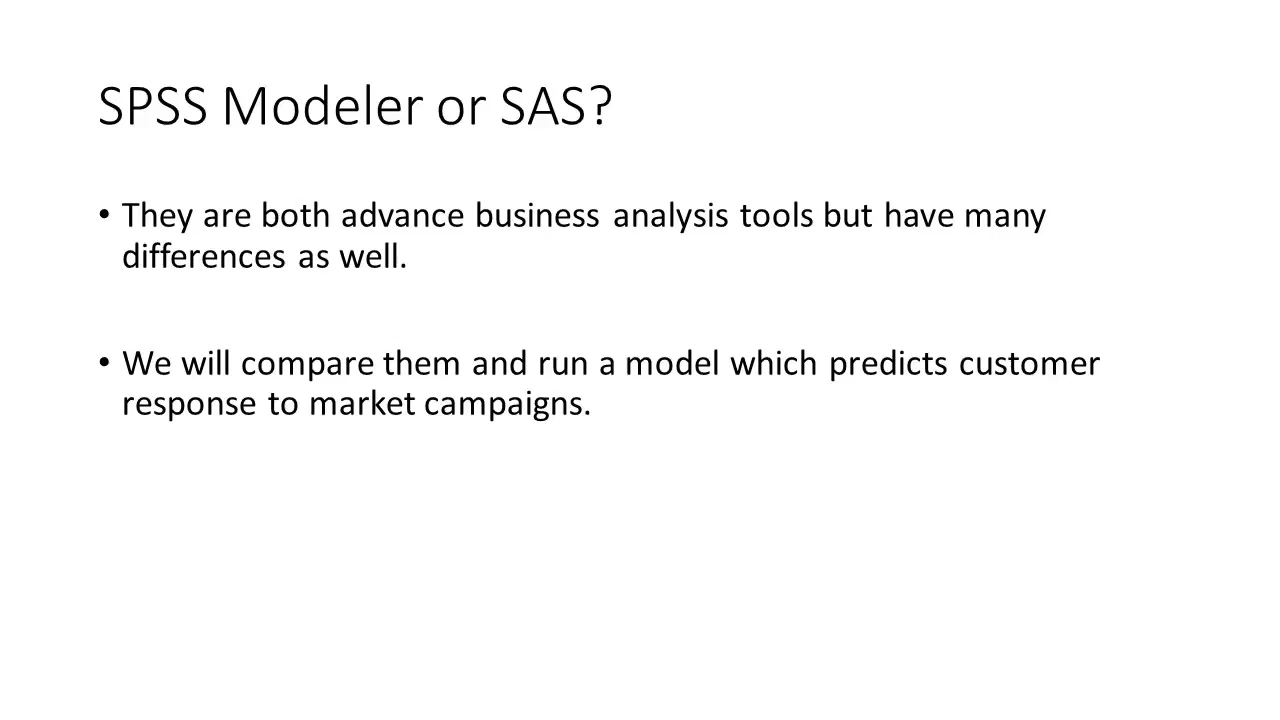 SPSS Modeler or SAS?
• They are both advance business analysis tools but have many
differences as well.
• We will compare them and run a model which predicts customer
response to market campaigns.